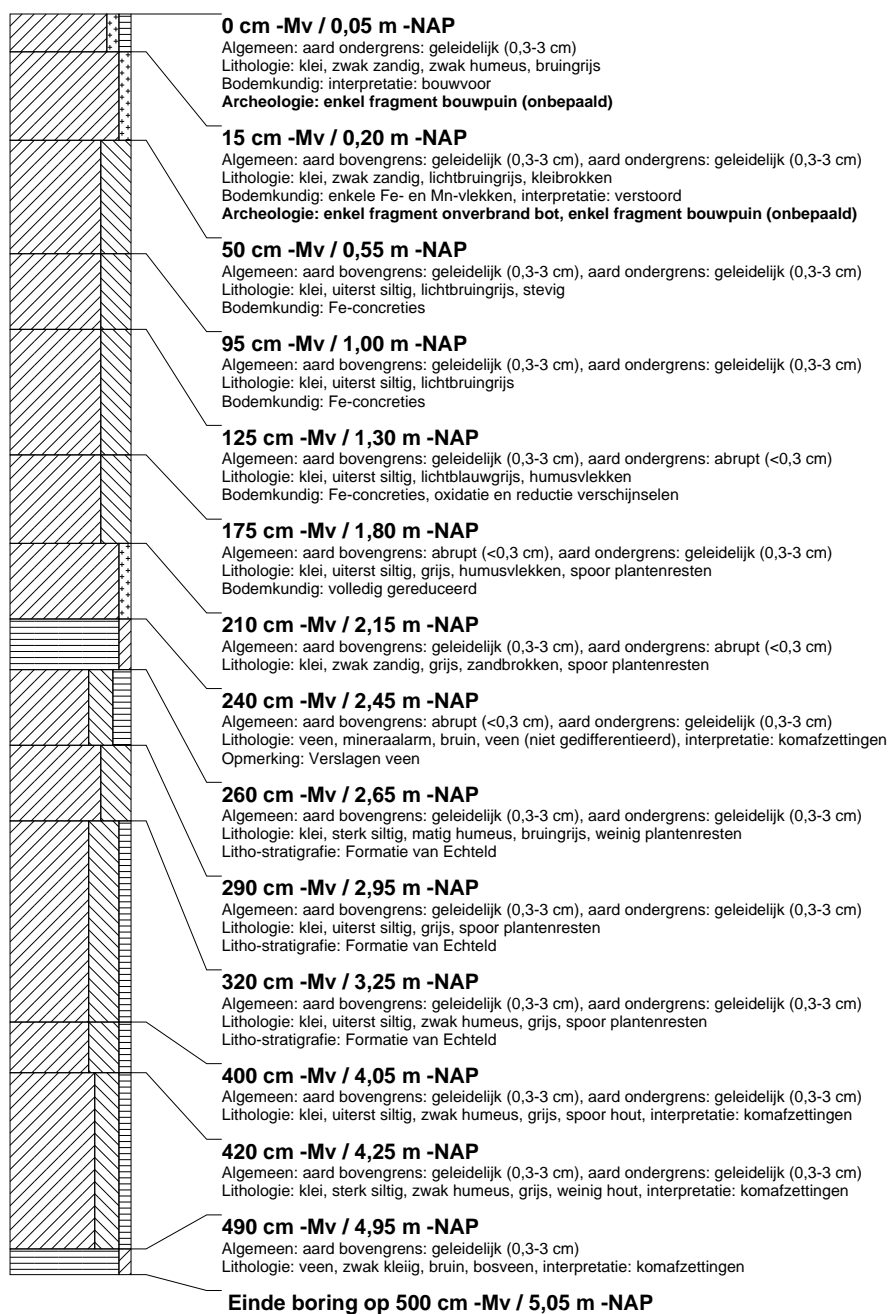 0 cm -Mv / 0,05 m -NAP
Algemeen: aard ondergrens: geleidelijk (0,3-3 cm)
Lithologie: klei, zwak zandig, zwak humeus, bruingrijs
Bodemkundig: interpretatie: bouwvoor
Archeologie: enkel fragment bouwpuin (onbepaald)
15 cm -Mv / 0,20 m -NAP
Algemeen: aard bovengrens: geleidelijk (0,3-3 cm), aard ondergrens: geleidelijk (0,3-3 cm)
Lithologie: klei, zwak zandig, lichtbruingrijs, kleibrokken
Bodemkundig: enkele Fe- en Mn-vlekken, interpretatie: verstoord
Archeologie: enkel fragment onverbrand bot, enkel fragment bouwpuin (onbepaald)
50 cm -Mv / 0,55 m -NAP
Algemeen: aard bovengrens: geleidelijk (0,3-3 cm), aard ondergrens: geleidelijk (0,3-3 cm)
Lithologie: klei, uiterst siltig, lichtbruingrijs, stevig
Bodemkundig: Fe-concreties
95 cm -Mv / 1,00 m -NAP
Algemeen: aard bovengrens: geleidelijk (0,3-3 cm), aard ondergrens: geleidelijk (0,3-3 cm)
Lithologie: klei, uiterst siltig, lichtbruingrijs
Bodemkundig: Fe-concreties
125 cm -Mv / 1,30 m -NAP
Algemeen: aard bovengrens: geleidelijk (0,3-3 cm), aard ondergrens: abrupt (<0,3 cm)
Lithologie: klei, uiterst siltig, lichtblauwgrijs, humusvlekken
Bodemkundig: Fe-concreties, oxidatie en reductie verschijnselen
175 cm -Mv / 1,80 m -NAP
Algemeen: aard bovengrens: abrupt (<0,3 cm), aard ondergrens: geleidelijk (0,3-3 cm)
Lithologie: klei, uiterst siltig, grijs, humusvlekken, spoor plantenresten
Bodemkundig: volledig gereduceerd
210 cm -Mv / 2,15 m -NAP
Algemeen: aard bovengrens: geleidelijk (0,3-3 cm), aard ondergrens: abrupt (<0,3 cm)
Lithologie: klei, zwak zandig, grijs, zandbrokken, spoor plantenresten
240 cm -Mv / 2,45 m -NAP
Algemeen: aard bovengrens: abrupt (<0,3 cm), aard ondergrens: geleidelijk (0,3-3 cm)
Lithologie: veen, mineraalarm, bruin, veen (niet gedifferentieerd), interpretatie: komafzettingen
Opmerking: Verslagen veen
260 cm -Mv / 2,65 m -NAP
Algemeen: aard bovengrens: geleidelijk (0,3-3 cm), aard ondergrens: geleidelijk (0,3-3 cm)
Lithologie: klei, sterk siltig, matig humeus, bruingrijs, weinig plantenresten
Litho-stratigrafie: Formatie van Echteld
290 cm -Mv / 2,95 m -NAP
Algemeen: aard bovengrens: geleidelijk (0,3-3 cm), aard ondergrens: geleidelijk (0,3-3 cm)
Lithologie: klei, uiterst siltig, grijs, spoor plantenresten
Litho-stratigrafie: Formatie van Echteld
320 cm -Mv / 3,25 m -NAP
Algemeen: aard bovengrens: geleidelijk (0,3-3 cm), aard ondergrens: geleidelijk (0,3-3 cm)
Lithologie: klei, uiterst siltig, zwak humeus, grijs, spoor plantenresten
Litho-stratigrafie: Formatie van Echteld
400 cm -Mv / 4,05 m -NAP
Algemeen: aard bovengrens: geleidelijk (0,3-3 cm), aard ondergrens: geleidelijk (0,3-3 cm)
Lithologie: klei, uiterst siltig, zwak humeus, grijs, spoor hout, interpretatie: komafzettingen
420 cm -Mv / 4,25 m -NAP
Algemeen: aard bovengrens: geleidelijk (0,3-3 cm), aard ondergrens: geleidelijk (0,3-3 cm)
Lithologie: klei, sterk siltig, zwak humeus, grijs, weinig hout, interpretatie: komafzettingen
490 cm -Mv / 4,95 m -NAP
Algemeen: aard bovengrens: geleidelijk (0,3-3 cm)
Lithologie: veen, zwak kleiig, bruin, bosveen, interpretatie: komafzettingen
Einde boring op 500 cm -Mv / 5,05 m -NAP